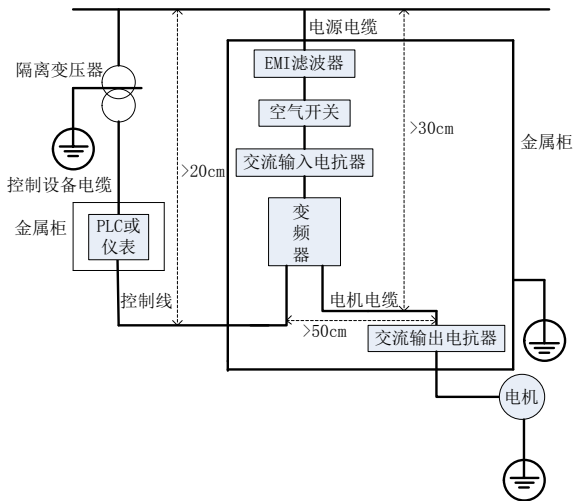 电源电缆
EMI滤波器
隔离变压器
空气开关
>30cm
金属柜
交流输入电抗器
>20cm
控制设备电缆
金属柜
PLC或
仪表
变
频
器
控制线
电机电缆
>50cm
交流输出电抗器
电机